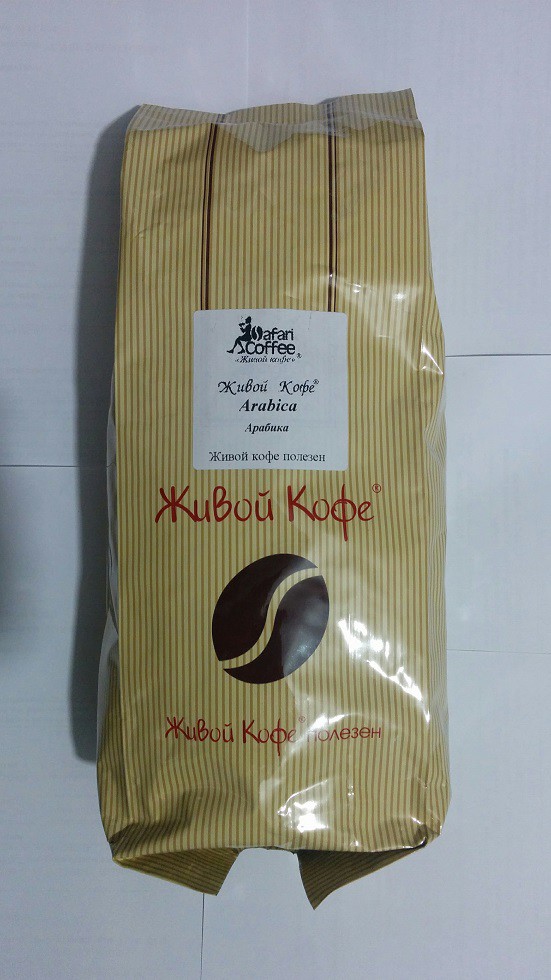 Safari
Coffee
«Живой кофе»®
Живой Кофе®
Arabica
Арабика
Живой кофе полезен
Живой Кофе®
Живой Кофе® полезен